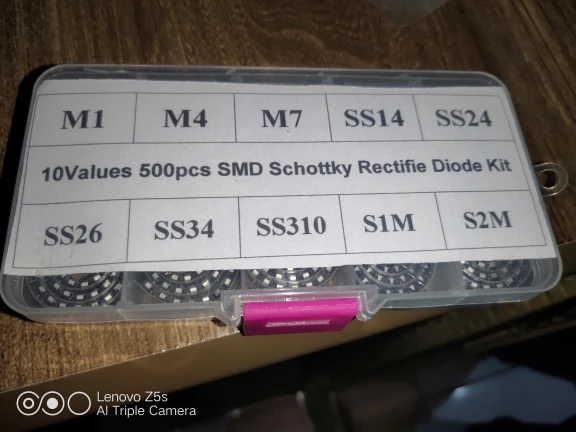 M1 M4 M7 SS14 SS24
10Values 500pcs SMD Schottky Rectifie Diode Kit
SS26 SS34 SS310 S1M S2M
Lenovo Z5s
AI Triple Camera